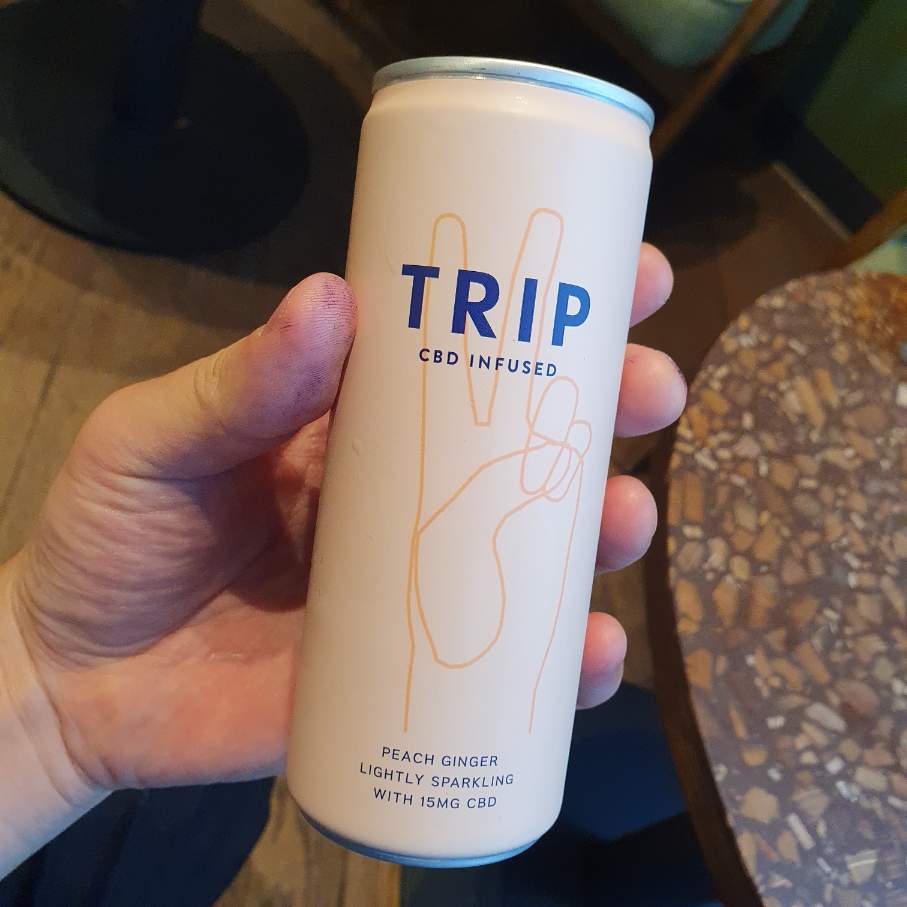 TRIP
CBD INFUSED
PEACH GINGER
LIGHTLY SPARKLING
WITH 15MG CBD